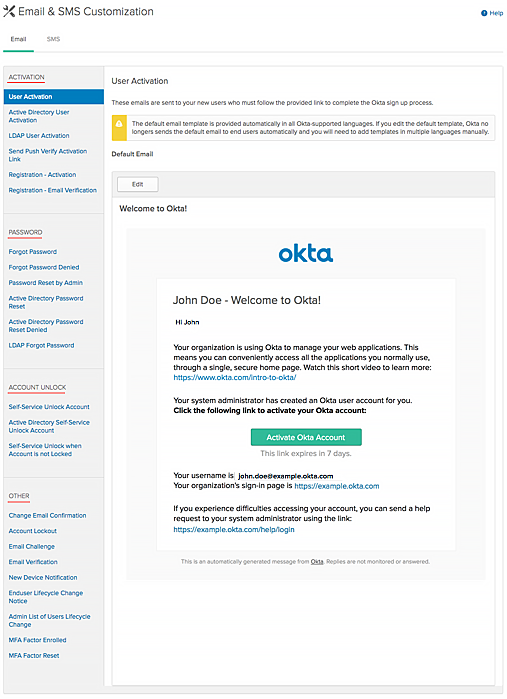 Email & SMS Customization
Help
Email
SMS
ACTIVATION
User Activation
Active Directory User
Activation
LDAP User Activation
Send Push Verify Activation
Link
Registration - Activation
Registration - Email Verification
PASSWORD
Forgot Password
Forgot Password Denied
Password Reset by Admin
Active Directory Password
Reset
Active Directory Password
Reset Denied
LDAP Forgot Password
ACCOUNT UNLOCK
Self-Service Unlock Account
Active Directory Self-Service
Unlock Account
Self-Service Unlock when
Account is not Locked
OTHER
Change Email Confirmation
Account Lockout
Email Challenge
Email Verification
New Device Notification
Enduser Lifecycle Change
Notice
Admin List of Users Lifecycle
Change
MFA Factor Enrolled
MFA Factor Reset
User Activation
These emails are sent to your new users who must follow the provided link to complete the Okta sign up process.
The default email template is provided automatically in all Okta-supported languages. If you edit the default template, Okta no
longers sends the default email to end users automatically and you will need to add templates in multiple languages manually.
Default Email
Edit
Welcome to Okta!
okta
John Doe - Welcome to Okta!
Hi John
Your organization is using Okta to manage your web applications. This
means you can conveniently access all the applications you normally use,
through a single, secure home page. Watch this short video to learn more:
https://www.okta.com/intro-to-okta/
Your system administrator has created an Okta user account for you.
Click the following link to activate your Okta account:
Activate Okta Account
This link expires in 7 days.
Your username is john.doe@example.okta.com
Your organization's sign-in page is https://example.okta.com
If you experience difficulties accessing your account, you can send a help
request to your system administrator using the link:
https://example.okta.com/help/login
This is an automatically generated message from Okta. Replies are not monitored or answered.